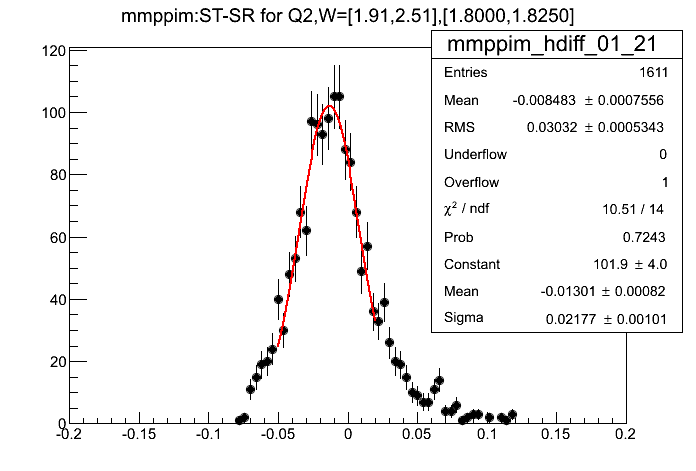 mmppim:ST-SR for Q2,W=[1.91,2.51],[1.8000,1.8250]
mmppim_hdiff_01_21
Entries 1611
Mean -0.008483 ± 0.0007556
RMS 0.03032 ± 0.0005343
Underflow 0
Overflow 1
χ² / ndf 10.51 / 14
Prob 0.7243
Constant 101.9 ± 4.0
Mean -0.01301 ± 0.00082
Sigma 0.02177 ± 0.00101
120
100
80
60
40
20
0
-0.2 -0.15 -0.1 -0.05 0 0.05 0.1 0.15 0.2